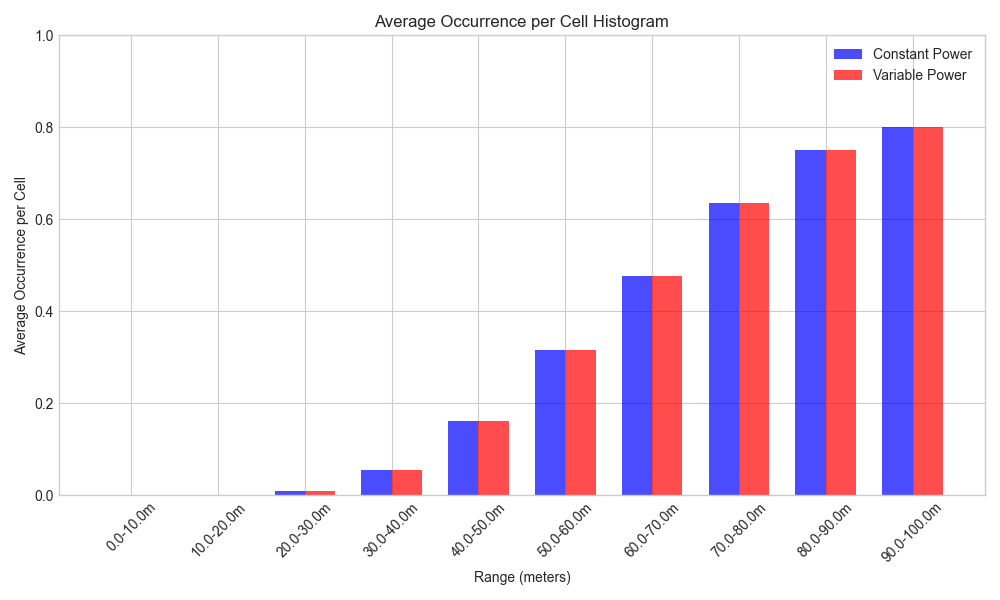 Average Occurrence per Cell Histogram
Constant Power
Variable Power
Average Occurrence per Cell
1.0
0.8
0.6
0.4
0.2
0.0
0.0-10.0m
10.0-20.0m
20.0-30.0m
30.0-40.0m
40.0-50.0m
50.0-60.0m
60.0-70.0m
70.0-80.0m
80.0-90.0m
90.0-100.0m
Range (meters)